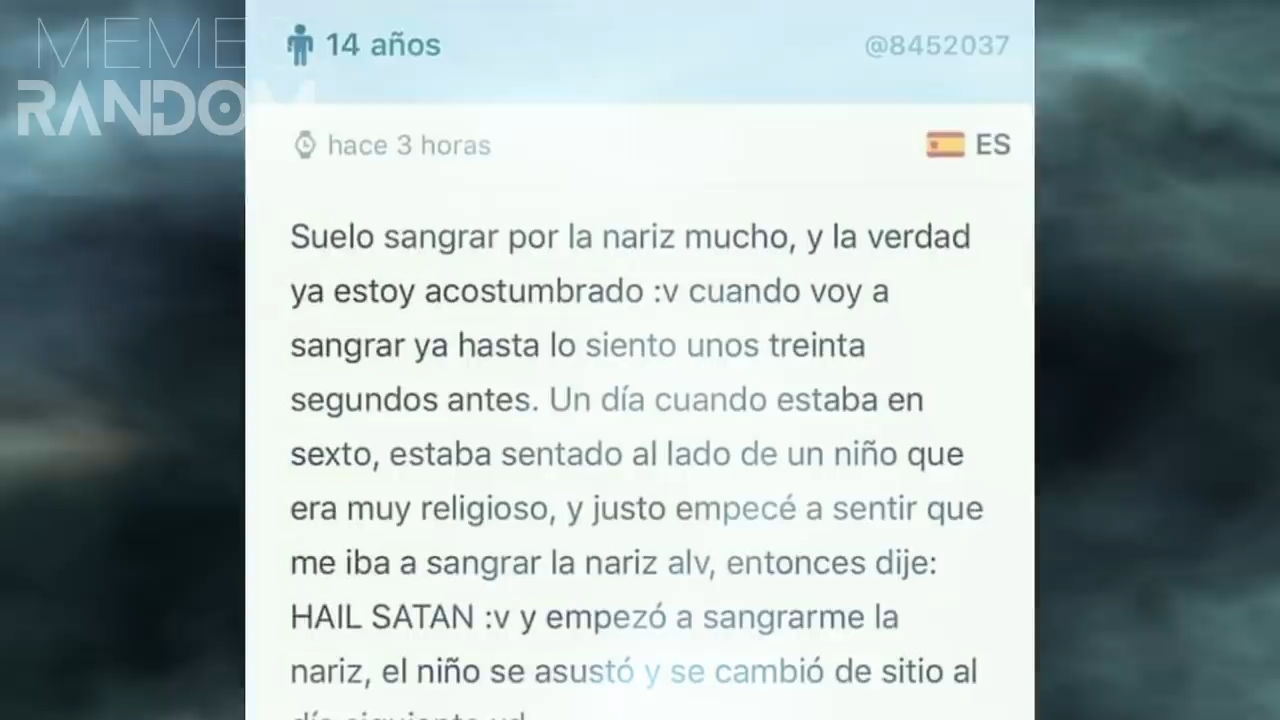 MEME
RANDOM
14 años
@8452037
hace 3 horas
ES
Suelo sangrar por la nariz mucho, y la verdad
ya estoy acostumbrado :v cuando voy a
sangrar ya hasta lo siento unos treinta
segundos antes. Un día cuando estaba en
sexto, estaba sentado al lado de un niño que
era muy religioso, y justo empecé a sentir que
me iba a sangrar la nariz alv, entonces dije:
HAIL SATAN :v y empezó a sangrarme la
nariz, el niño se asustó y se cambió de sitio al
día siguiente